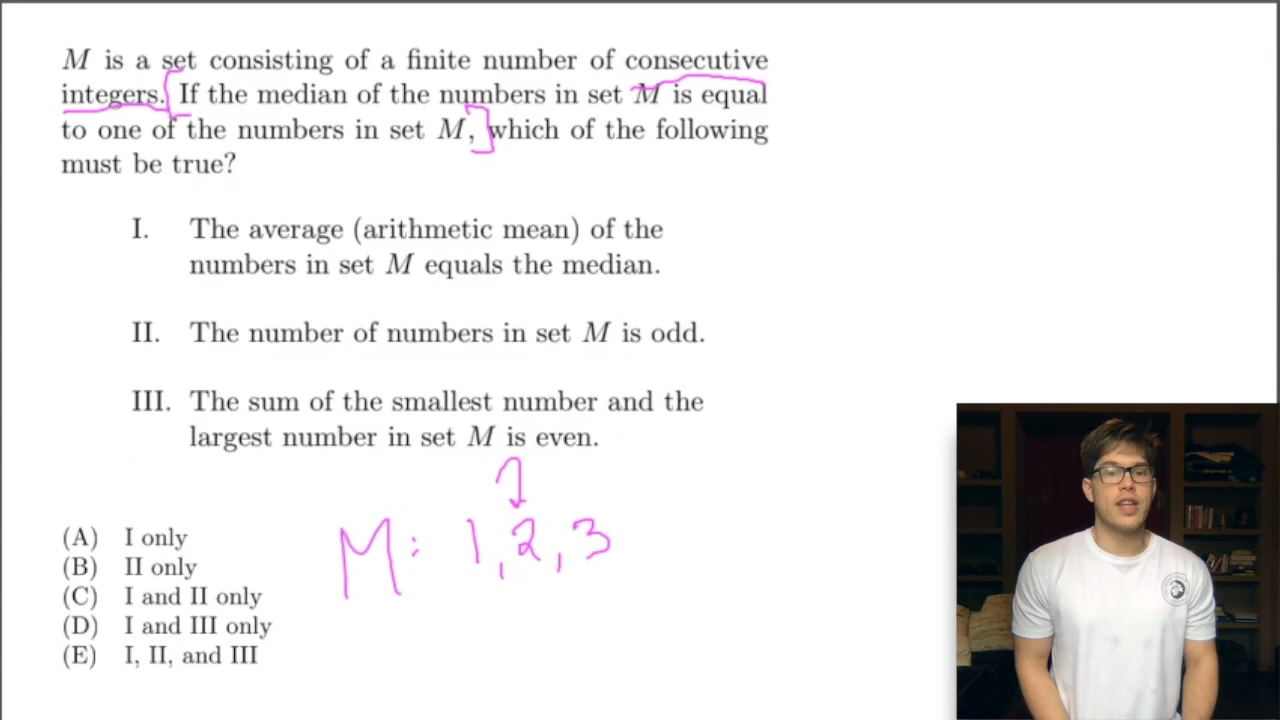 M is a set consisting of a finite number of consecutive
integers. If the median of the numbers in set M is equal
to one of the numbers in set M, which of the following
must be true?
I. The average (arithmetic mean) of the
numbers in set M equals the median.
II. The number of numbers in set M is odd.
III. The sum of the smallest number and the
largest number in set M is even.
(A) I only
(B) II only
(C) I and II only
(D) I and III only
(E) I, II, and III
M: 1, 2, 3